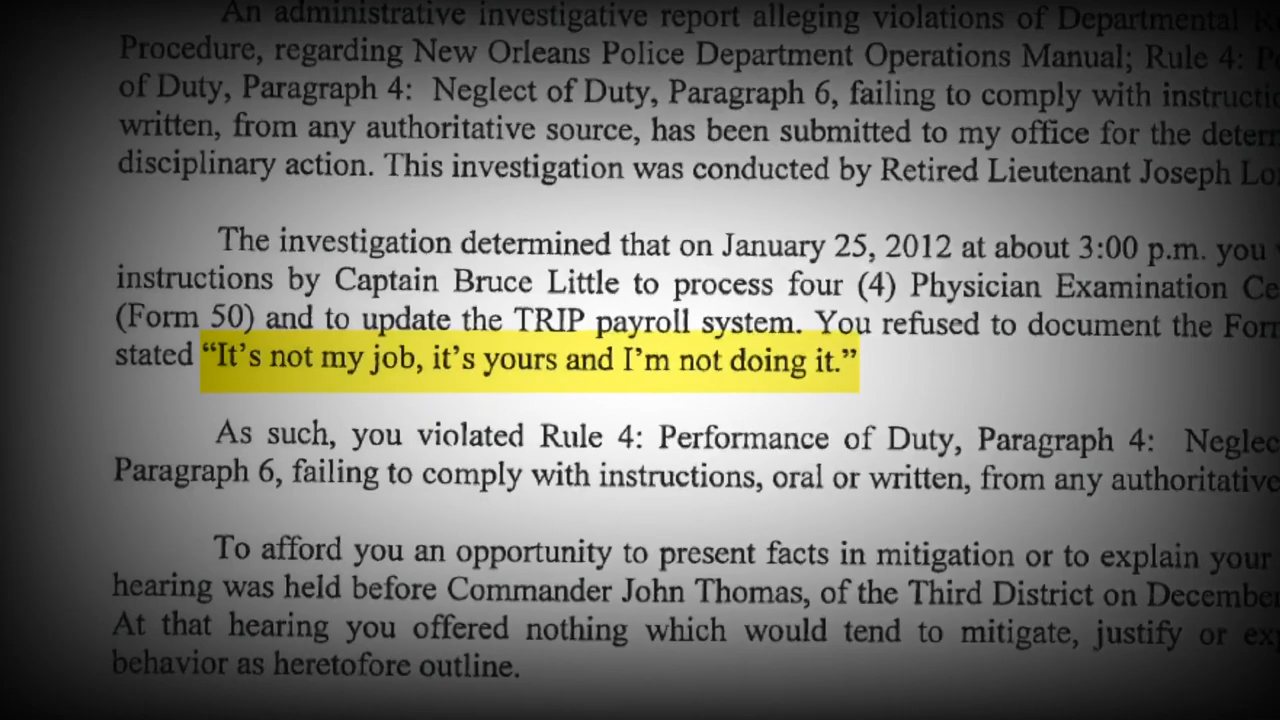 An administrative investigative report alleging violations of Departmental
Procedure, regarding New Orleans Police Department Operations Manual; Rule 4:
of Duty, Paragraph 4: Neglect of Duty, Paragraph 6, failing to comply with
written, from any authoritative source, has been submitted to my office for the
disciplinary action. This investigation was conducted by Retired Lieutenant Joseph
The investigation determined that on January 25, 2012 at about 3:00 p.m. you
instructions by Captain Bruce Little to process four (4) Physician Examination
(Form 50) and to update the TRIP payroll system. You refused to document the
stated “It’s not my job, it’s yours and I’m not doing it.”
As such, you violated Rule 4: Performance of Duty, Paragraph 4:
Paragraph 6, failing to comply with instructions, oral or written, from any authoritative
To afford you an opportunity to present facts in mitigation or to explain your
hearing was held before Commander John Thomas, of the Third District on December
At that hearing you offered nothing which would tend to mitigate, justify or
behavior as heretofore outline.